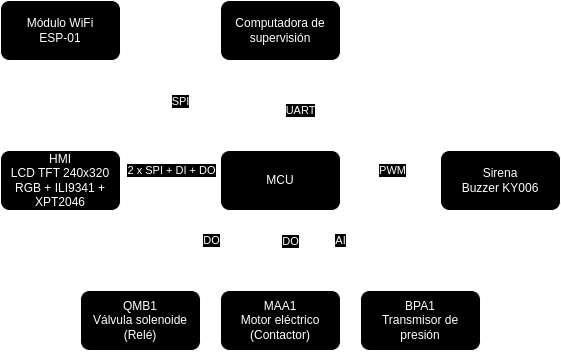 Módulo WiFi
ESP-01
Computadora de
supervisión
SPI
UART
HMI
LCD TFT 240x320
RGB + ILI9341 +
XPT2046
2 x SPI + DI + DO
MCU
PWM
Sirena
Buzzer KY006
DO
DO
AI
QMB1
Válvula solenoide
(Relé)
MAA1
Motor eléctrico
(Contactor)
BPA1
Transmisor de
presión